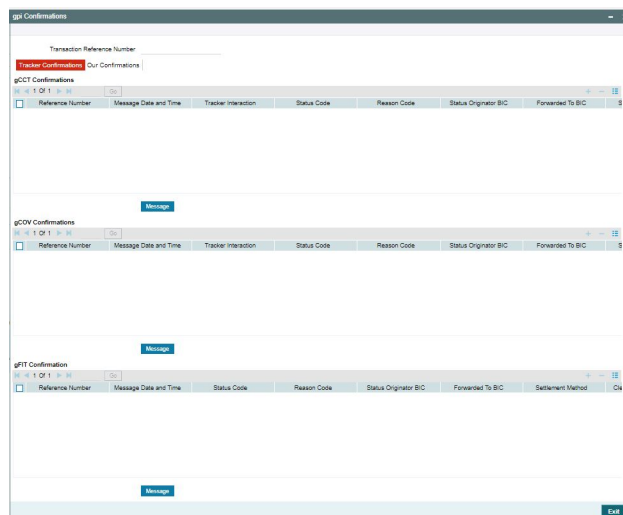 gpi Confirmations
Transaction Reference Number
Tracker Confirmations Our Confirmations
gCCT Confirmations
1 Of 1 Go
Reference Number Message Date and Time Tracker Interaction Status Code Reason Code Status Originator BIC Forwarded To BIC S
Message
gCOV Confirmations
1 Of 1 Go
Reference Number Message Date and Time Tracker Interaction Status Code Reason Code Status Originator BIC Forwarded To BIC S
Message
gFIT Confirmation
1 Of 1 Go
Reference Number Message Date and Time Status Code Reason Code Status Originator BIC Forwarded To BIC Settlement Method Cle
Message
Exit